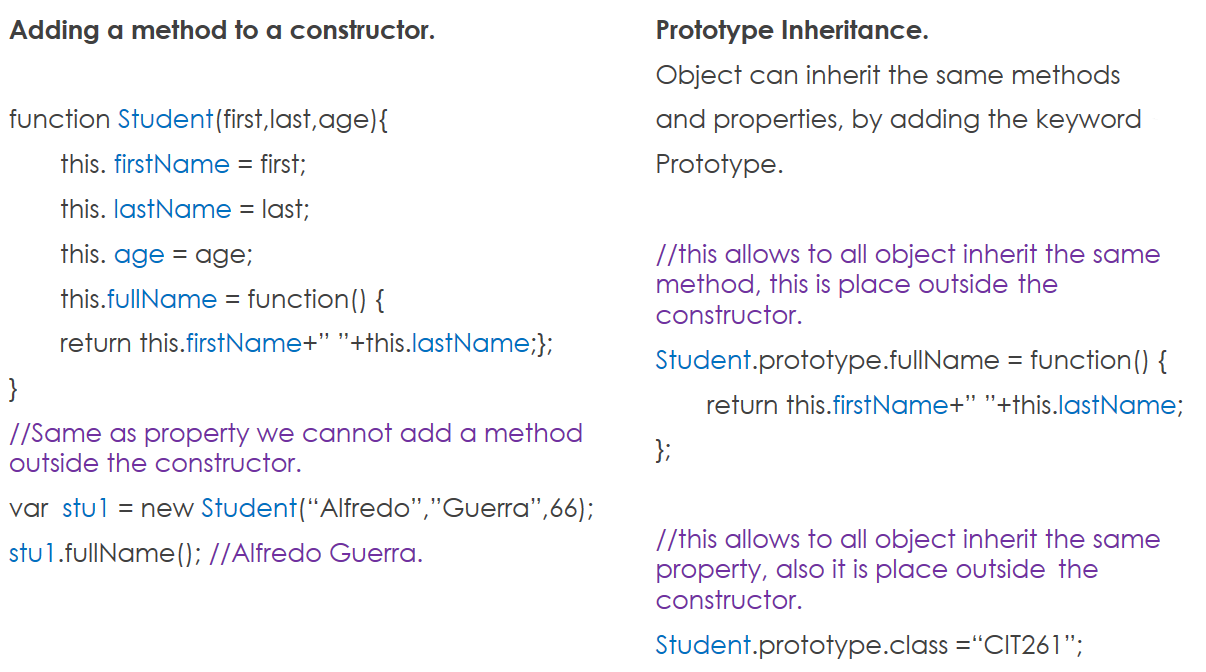 Adding a method to a constructor.
function Student(first,last,age){
this. firstName = first;
this. lastName = last;
this. age = age;
this.fullName = function() {
return this.firstName+” ”+this.lastName;};
}
//Same as property we cannot add a method
outside the constructor.
var stu1 = new Student(“Alfredo”,”Guerra”,66);
stu1.fullName(); //Alfredo Guerra.
Prototype Inheritance.
Object can inherit the same methods
and properties, by adding the keyword
Prototype.
//this allows to all object inherit the same
method, this is place outside the
constructor.
Student.prototype.fullName = function() {
return this.firstName+” ”+this.lastName;
};
//this allows to all object inherit the same
property, also it is place outside the
constructor.
Student.prototype.class =“CIT261”;